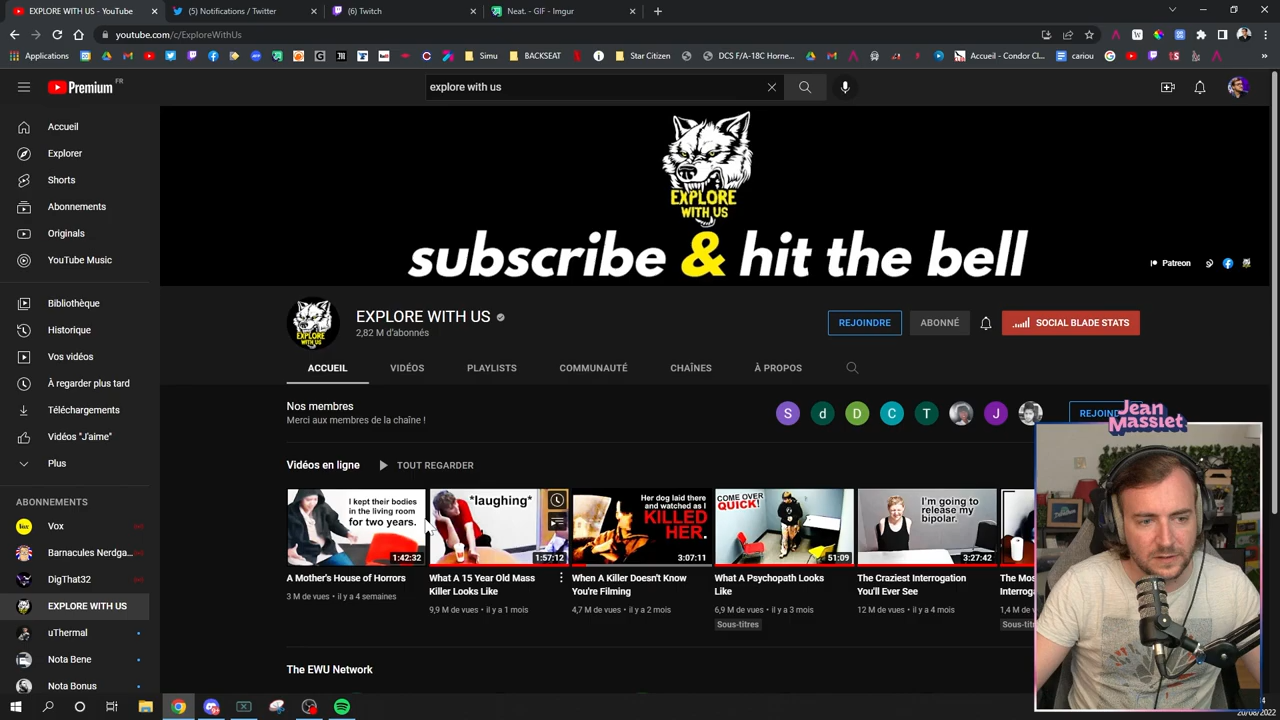 EXPLORE WITH US - YouTube
(5) Notifications / Twitter
(6) Twitch
Neat. - GIF - Imgur
youtube.com/c/ExploreWithUs
Applications
Simu
BACKSEAT
Star Citizen
DCS F/A-18C Horne...
Accueil - Condor Cl...
cariou
Premium FR
explore with us
Accueil
Explorer
Shorts
Abonnements
Originals
YouTube Music
Bibliothèque
Historique
Vos vidéos
À regarder plus tard
Téléchargements
Vidéos "J'aime"
Plus
ABONNEMENTS
Vox
Barnacules Nerdga...
DigThat32
EXPLORE WITH US
uThermal
Nota Bene
Nota Bonus
EXPLORE
WITH US
subscribe & hit the bell
Patreon
EXPLORE WITH US
2,82 M d'abonnés
REJOINDRE
ABONNÉ
SOCIAL BLADE STATS
ACCUEIL
VIDÉOS
PLAYLISTS
COMMUNAUTÉ
CHAÎNES
À PROPOS
Nos membres
Merci aux membres de la chaîne !
S d D C T J
Jean
Massiet
Vidéos en ligne
TOUT REGARDER
I kept their bodies
in the living room
for two years.
1:42:32
A Mother's House of Horrors
3 M de vues • il y a 4 semaines
*laughing*
1:57:12
What A 15 Year Old Mass
Killer Looks Like
9,9 M de vues • il y a 1 mois
Her dog laid there
and watched as I
KILLED
HER.
3:07:11
When A Killer Doesn't Know
You're Filming
4,7 M de vues • il y a 2 mois
COME OVER
QUICK!
51:09
What A Psychopath Looks
Like
6,9 M de vues • il y a 3 mois
Sous-titres
I'm going to
release my
bipolar.
3:27:42
The Craziest Interrogation
You'll Ever See
12 M de vues • il y a 4 mois
The EWU Network
20/06/2022